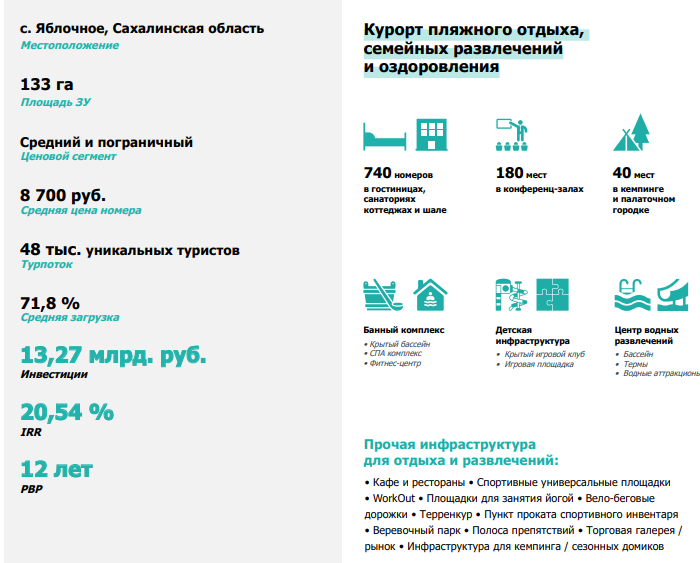 с. Яблочное, Сахалинская область
Местоположение
133 га
Площадь ЗУ
Средний и пограничный
Ценовой сегмент
8 700 руб.
Средняя цена номера
48 тыс. уникальных туристов
Турпоток
71,8 %
Средняя загрузка
13,27 млрд. руб.
Инвестиции
20,54 %
IRR
12 лет
PBP
Курорт пляжного отдыха,
семейных развлечений
и оздоровления
740 номеров
в гостиницах,
санаториях
коттеджах и шале
180 мест
в конференц-залах
40 мест
в кемпинге
и палаточном
городке
Банный комплекс
• Крытый бассейн
• СПА комплекс
• Фитнес-центр
Детская
инфраструктура
• Крытый игровой клуб
• Игровая площадка
Центр водных
развлечений
• Бассейн
• Термы
• Водные аттракционы
Прочая инфраструктура
для отдыха и развлечений:
• Кафе и рестораны • Спортивные универсальные площадки
• WorkOut • Площадки для занятия йогой • Вело-беговые
дорожки • Терренкур • Пункт проката спортивного инвентаря
• Веревочный парк • Полоса препятствий • Торговая галерея /
рынок • Инфраструктура для кемпинга / сезонных домиков